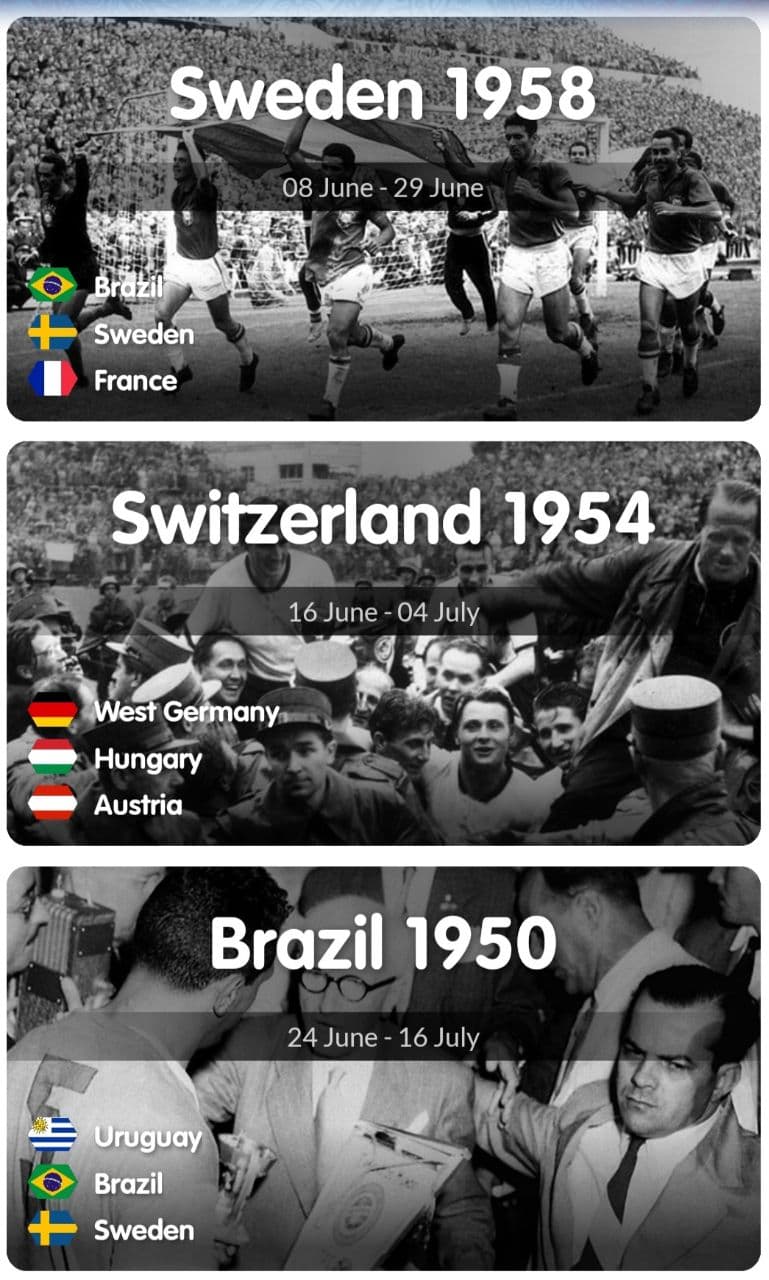 Sweden 1958
08 June - 29 June
Brazil
Sweden
France
Switzerland 1954
16 June - 04 July
West Germany
Hungary
Austria
Brazil 1950
24 June - 16 July
Uruguay
Brazil
Sweden